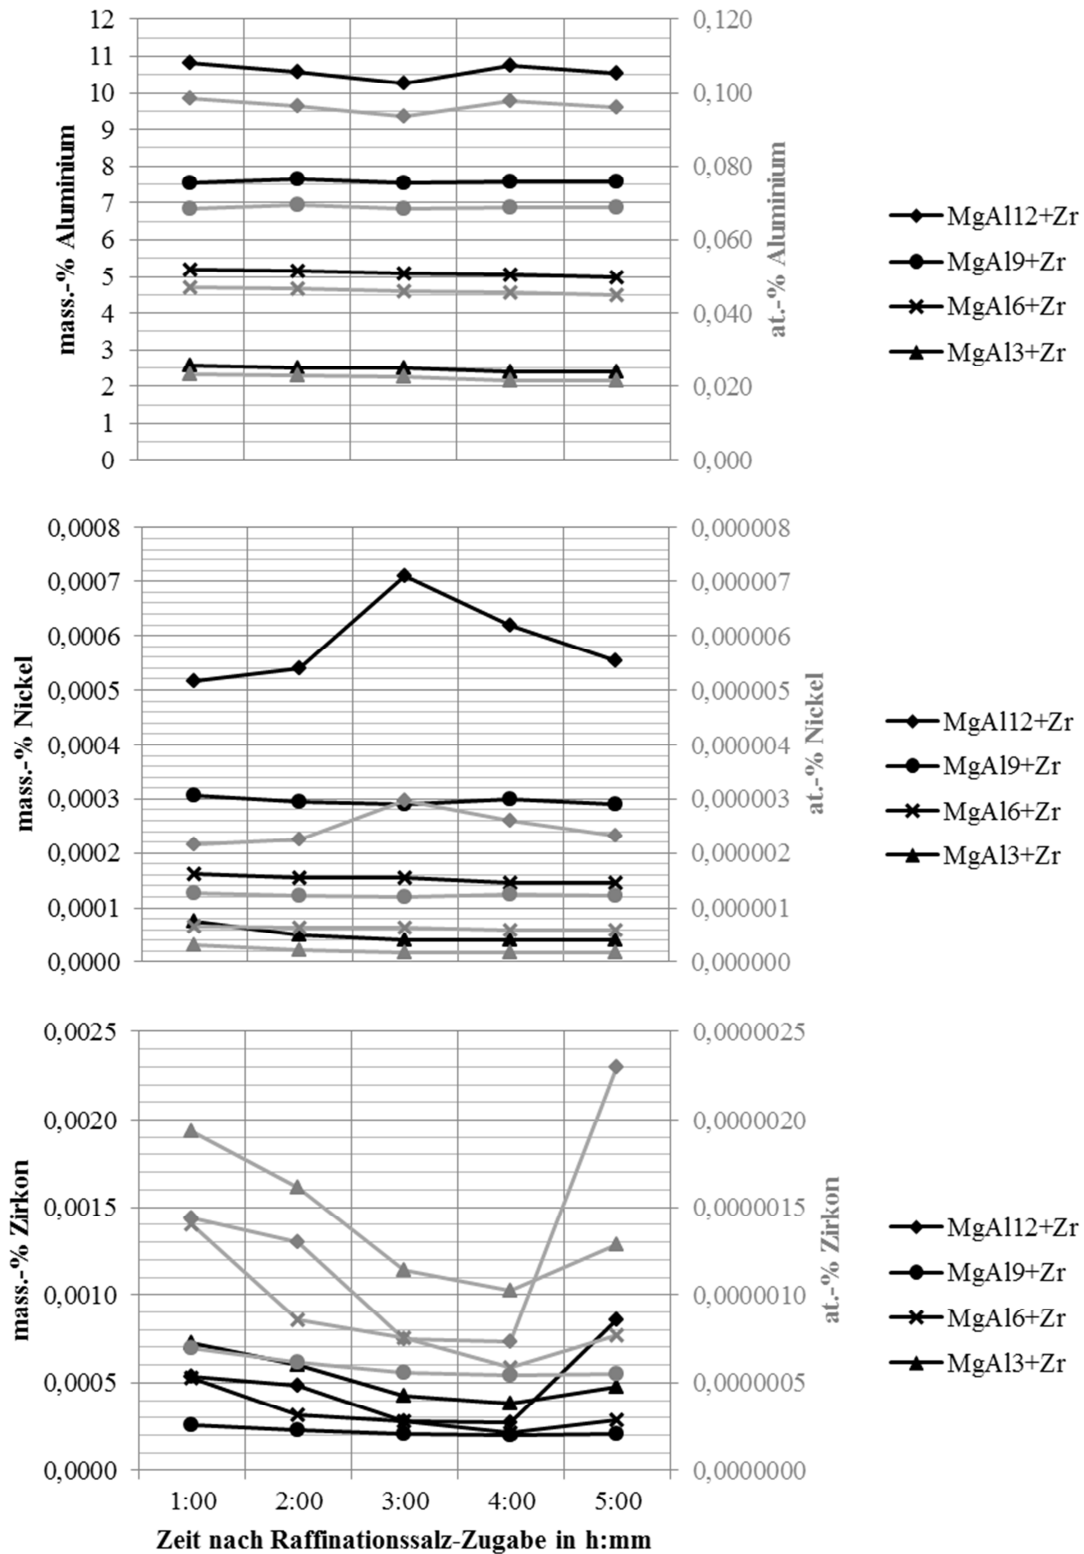 12
11
10
9
8
7
6
5
4
3
2
1
0
mass.-% Aluminium
0,120
0,100
0,080
0,060
0,040
0,020
0,000
at.-% Aluminium
MgAl12+Zr
MgAl9+Zr
MgAl6+Zr
MgAl3+Zr
0,0008
0,0007
0,0006
0,0005
0,0004
0,0003
0,0002
0,0001
0,0000
mass.-% Nickel
0,000008
0,000007
0,000006
0,000005
0,000004
0,000003
0,000002
0,000001
0,000000
at.-% Nickel
MgAl12+Zr
MgAl9+Zr
MgAl6+Zr
MgAl3+Zr
0,0025
0,0020
0,0015
0,0010
0,0005
0,0000
mass.-% Zirkon
0,0000025
0,0000020
0,0000015
0,0000010
0,0000005
0,0000000
at.-% Zirkon
MgAl12+Zr
MgAl9+Zr
MgAl6+Zr
MgAl3+Zr
1:00 2:00 3:00 4:00 5:00
Zeit nach Raffinationssalz-Zugabe in h:mm